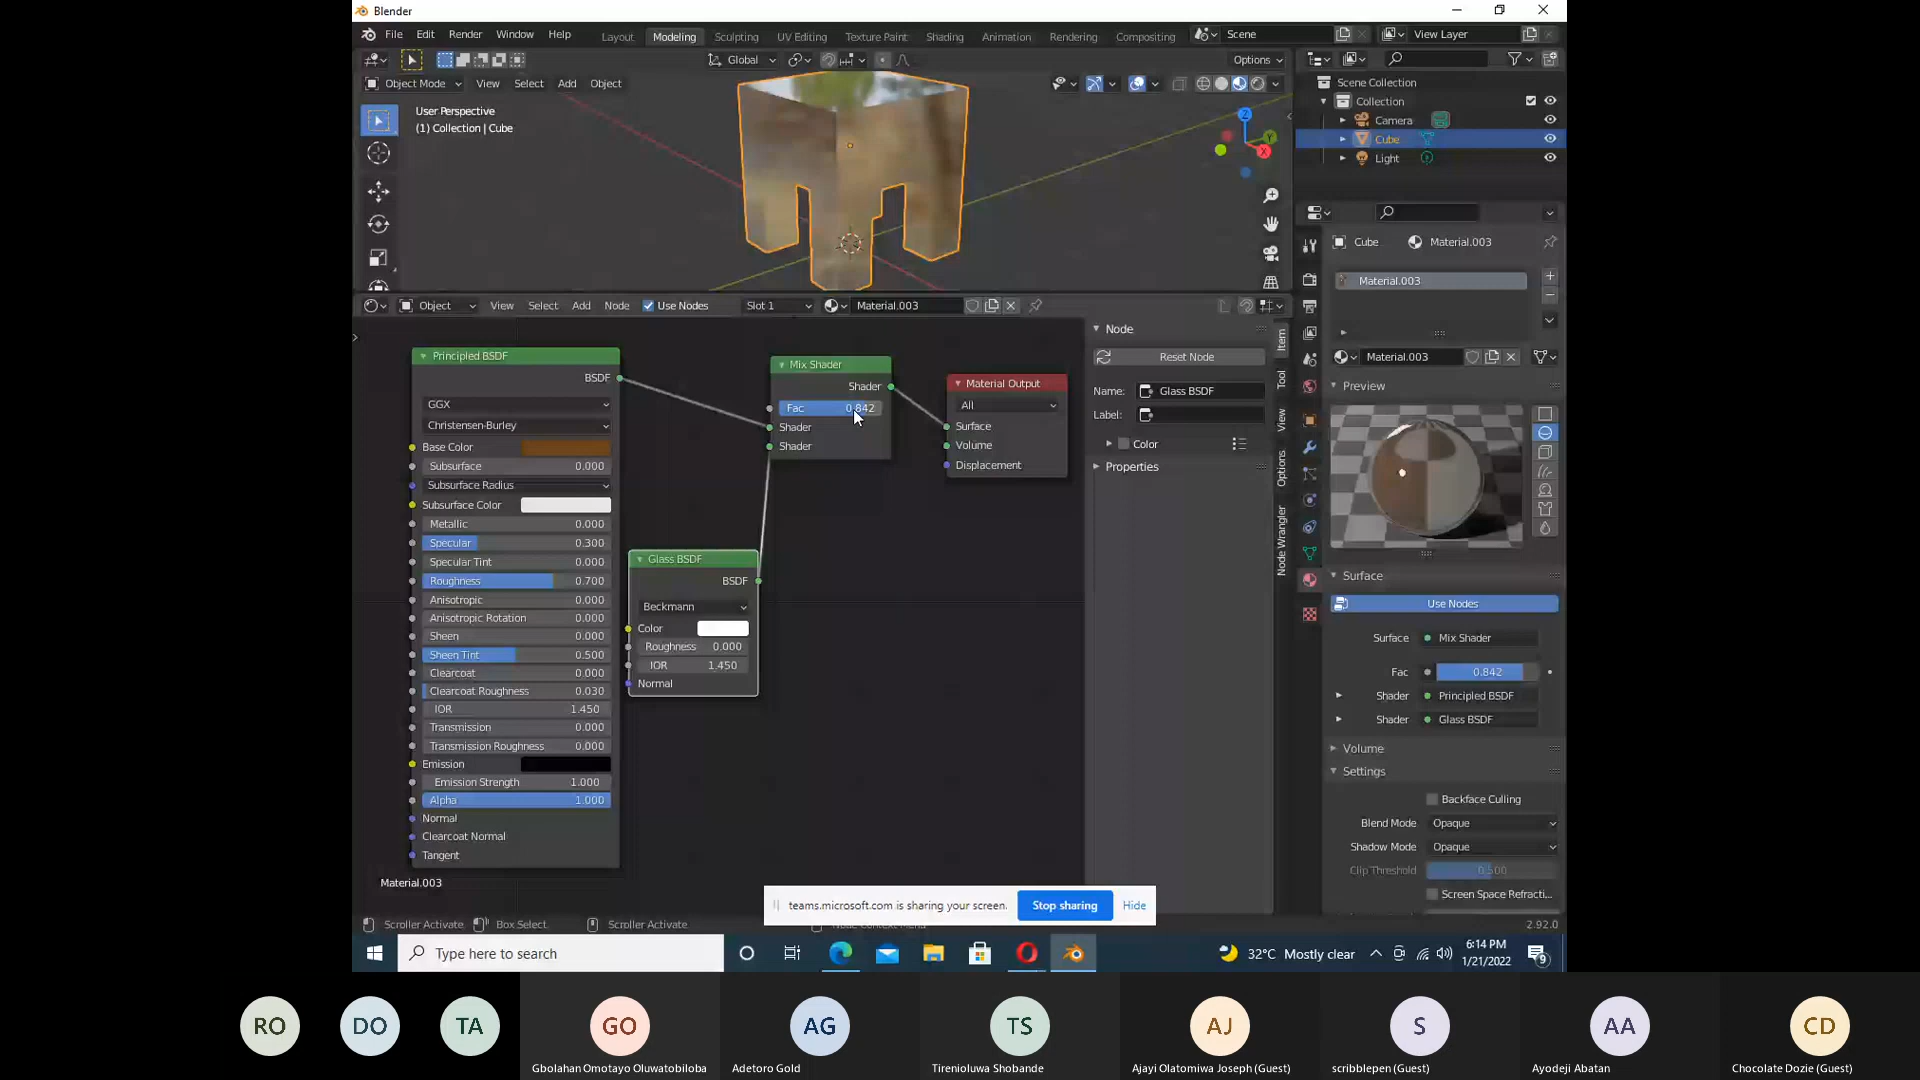 Blender
File Edit Render Window Help Layout Modeling Sculpting UV Editing Texture Paint Shading Animation Rendering Compositing Scene View Layer
Global Options
Object Mode View Select Add Object
User Perspective
(1) Collection | Cube
Z
Y
X
Scene Collection
Collection
Camera
Cube
Light
Object View Select Add Node Use Nodes Slot 1 Material.003
Principled BSDF
BSDF
GGX
Christensen-Burley
Base Color
Subsurface 0.000
Subsurface Radius
Subsurface Color
Metallic 0.000
Specular 0.300
Specular Tint 0.000
Roughness 0.700
Anisotropic 0.000
Anisotropic Rotation 0.000
Sheen 0.000
Sheen Tint 0.500
Clearcoat 0.000
Clearcoat Roughness 0.030
IOR 1.450
Transmission 0.000
Transmission Roughness 0.000
Emission
Emission Strength 1.000
Alpha 1.000
Normal
Clearcoat Normal
Tangent
Material.003
Glass BSDF
BSDF
Beckmann
Color
Roughness 0.000
IOR 1.450
Normal
Mix Shader
Shader
Fac 0.842
Shader
Shader
Material Output
All
Surface
Volume
Displacement
Node
Reset Node
Name: Glass BSDF
Label:
Color
Properties
Item
Tool
View
Options
Node Wrangler
Cube Material.003
Material.003
Material.003
Preview
Surface
Use Nodes
Surface Mix Shader
Fac 0.842
Shader Principled BSDF
Shader Glass BSDF
Volume
Settings
Backface Culling
Blend Mode Opaque
Shadow Mode Opaque
Clip Threshold 0.500
Screen Space Refracti...
teams.microsoft.com is sharing your screen. Stop sharing Hide
Scroller Activate Box Select Scroller Activate Node Context Menu 2.92.0
Type here to search
32°C Mostly clear
6:14 PM
1/21/2022
9
RO DO TA GO AG TS AJ S AA CD
Gbolahan Omotayo Oluwatobiloba Adetoro Gold Tirenioluwa Shobande Ajayi Olatomiwa Joseph (Guest) scribblepen (Guest) Ayodeji Abatan Chocolate Dozie (Guest)